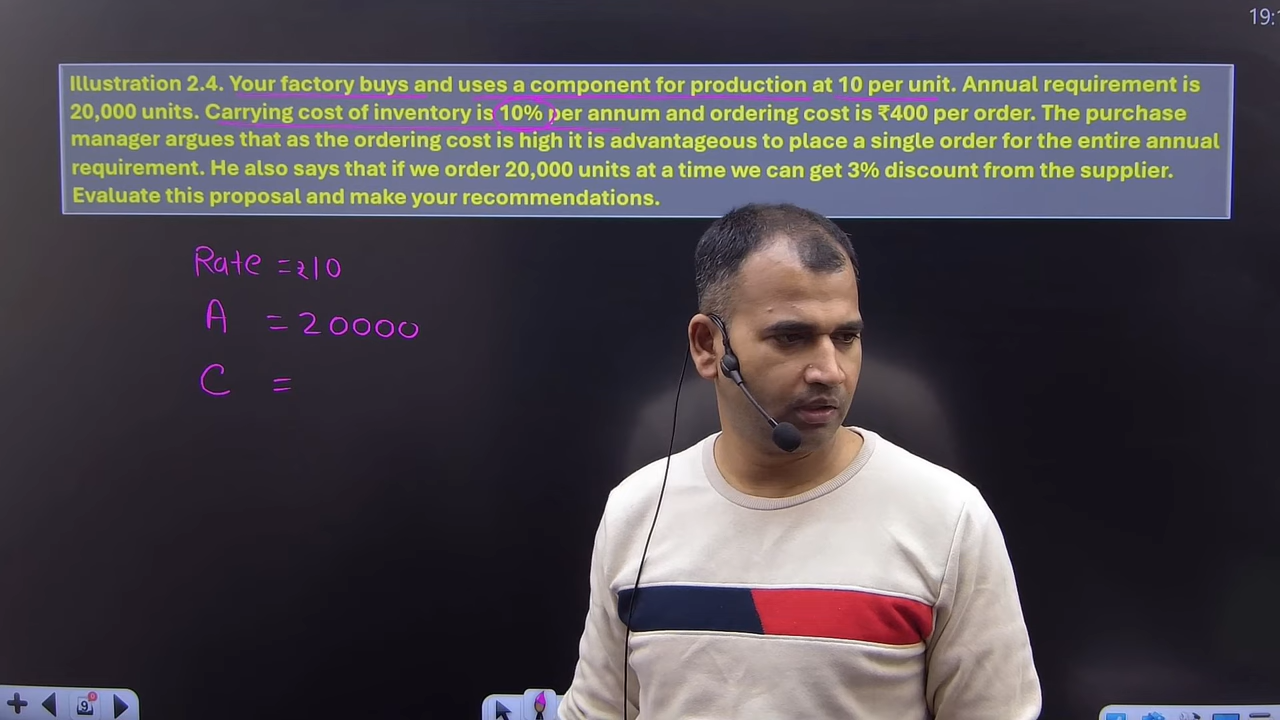 19:
Illustration 2.4. Your factory buys and uses a component for production at 10 per unit. Annual requirement is
20,000 units. Carrying cost of inventory is 10% per annum and ordering cost is ₹400 per order. The purchase
manager argues that as the ordering cost is high it is advantageous to place a single order for the entire annual
requirement. He also says that if we order 20,000 units at a time we can get 3% discount from the supplier.
Evaluate this proposal and make your recommendations.
Rate = ₹10
A = 20000
C =
9